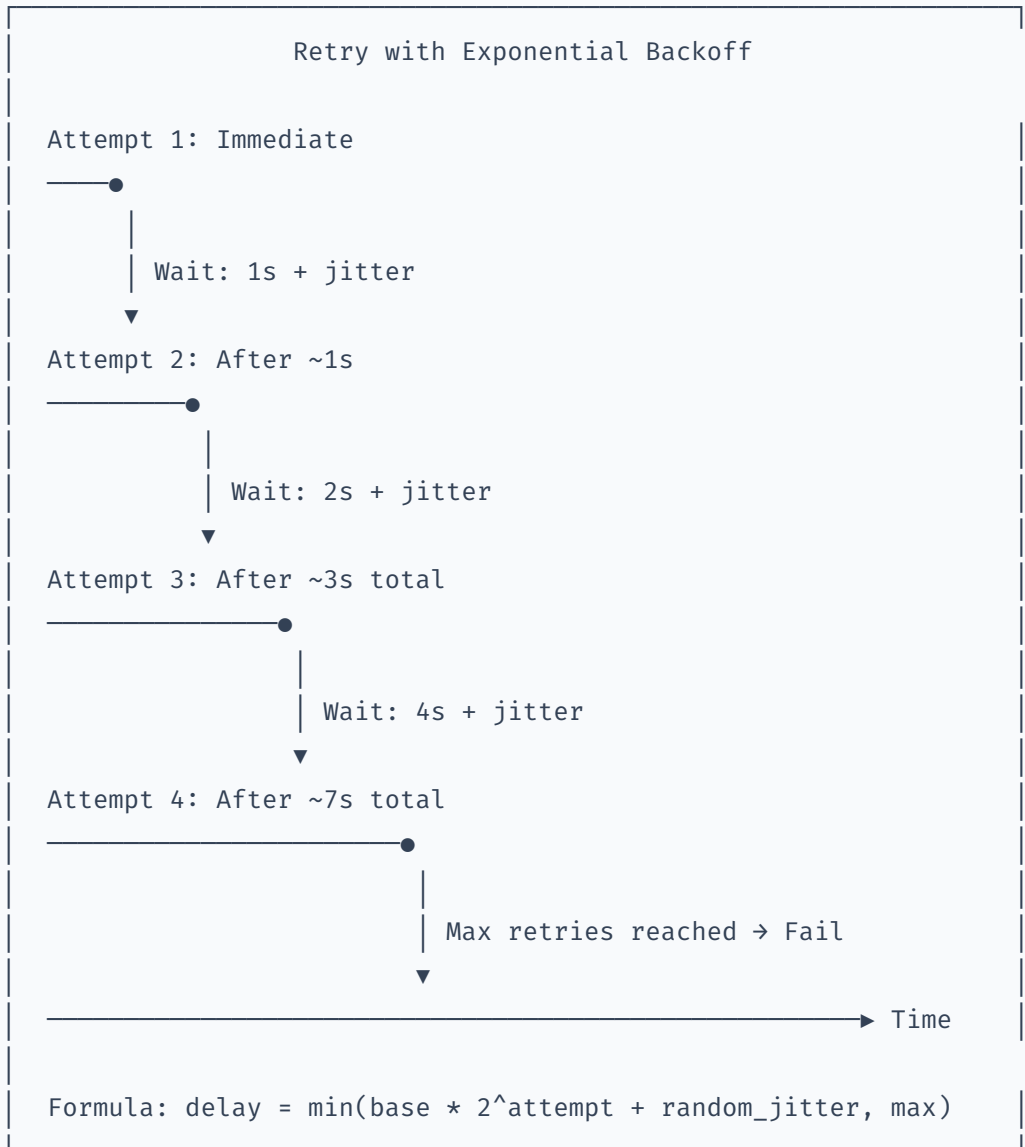 Retry with Exponential Backoff
Attempt 1: Immediate
Wait: 1s + jitter
Attempt 2: After ~1s
Wait: 2s + jitter
Attempt 3: After ~3s total
Wait: 4s + jitter
Attempt 4: After ~7s total
Max retries reached → Fail
Time
Formula: delay = min(base * 2^attempt + random_jitter, max)